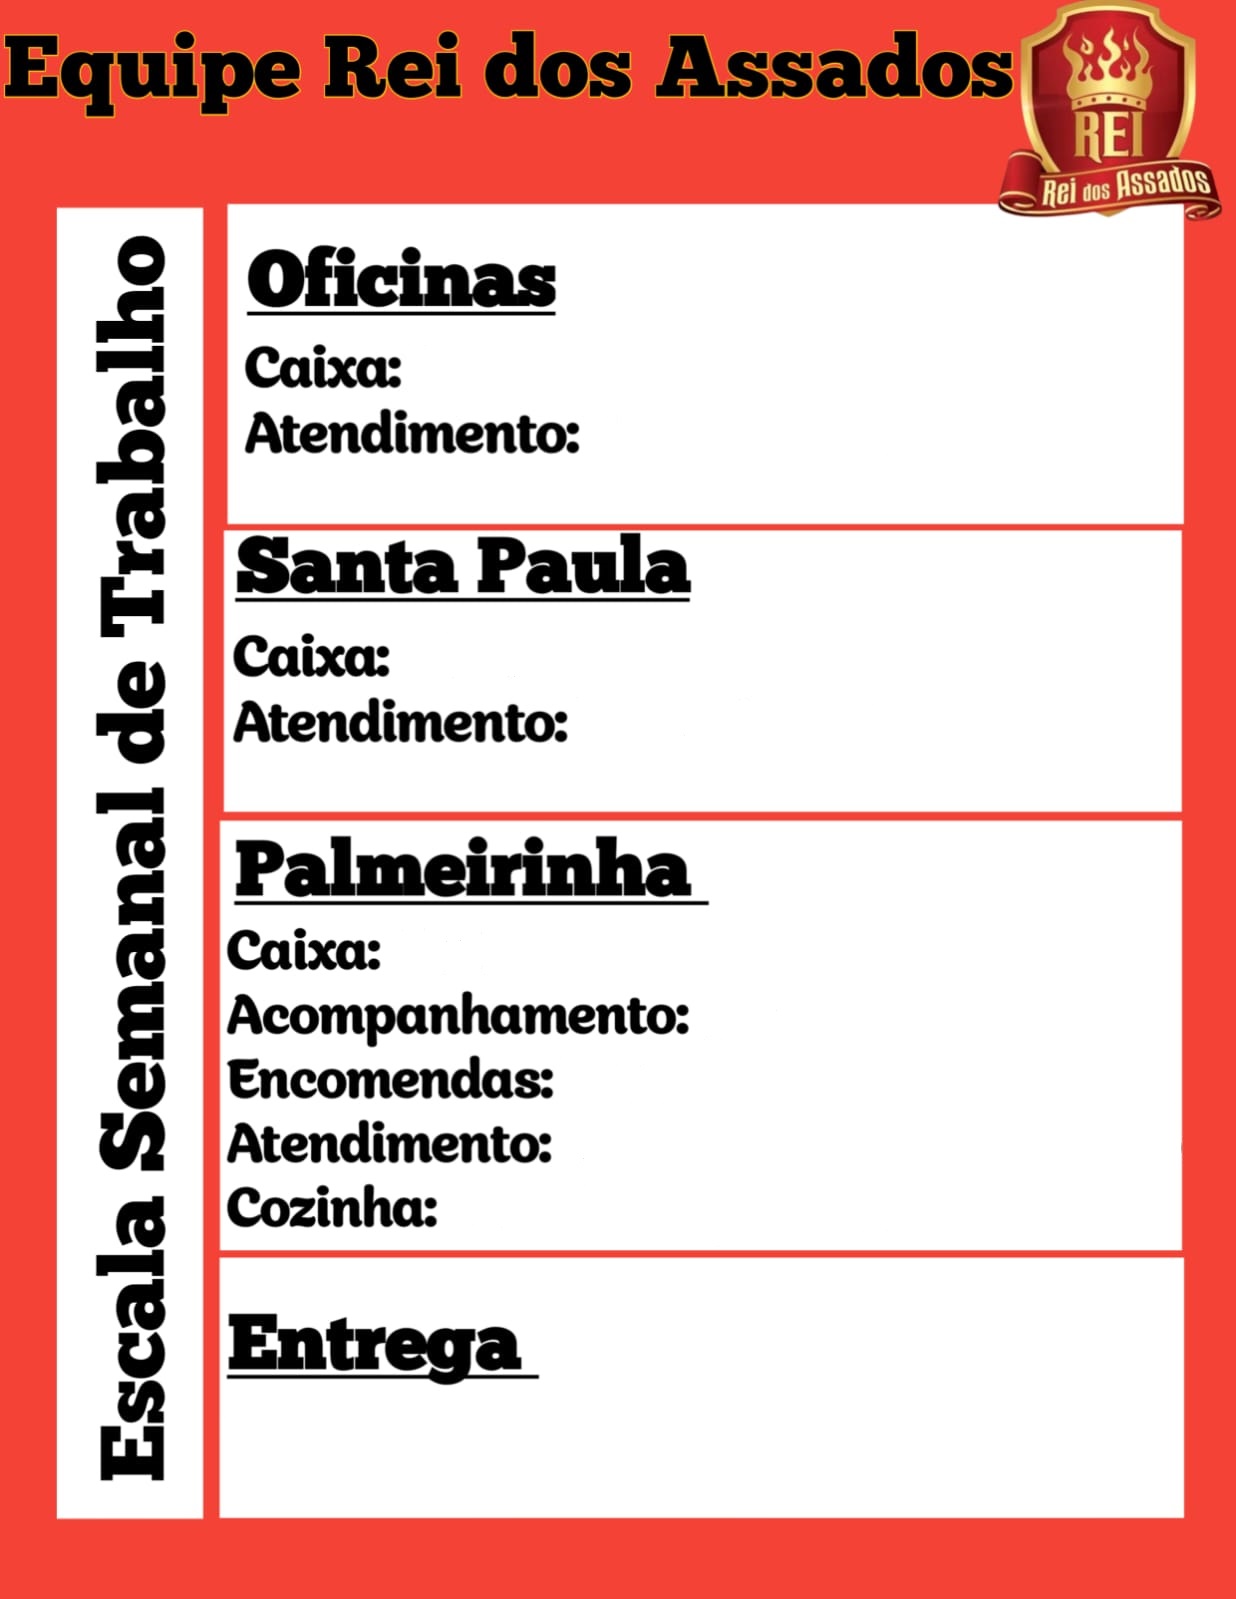 Equipe Rei dos Assados
REI
Rei dos Assados
Escala Semanal de Trabalho
Oficinas
Caixa:
Atendimento:
Santa Paula
Caixa:
Atendimento:
Palmeirinha
Caixa:
Acompanhamento:
Encomendas:
Atendimento:
Cozinha:
Entrega